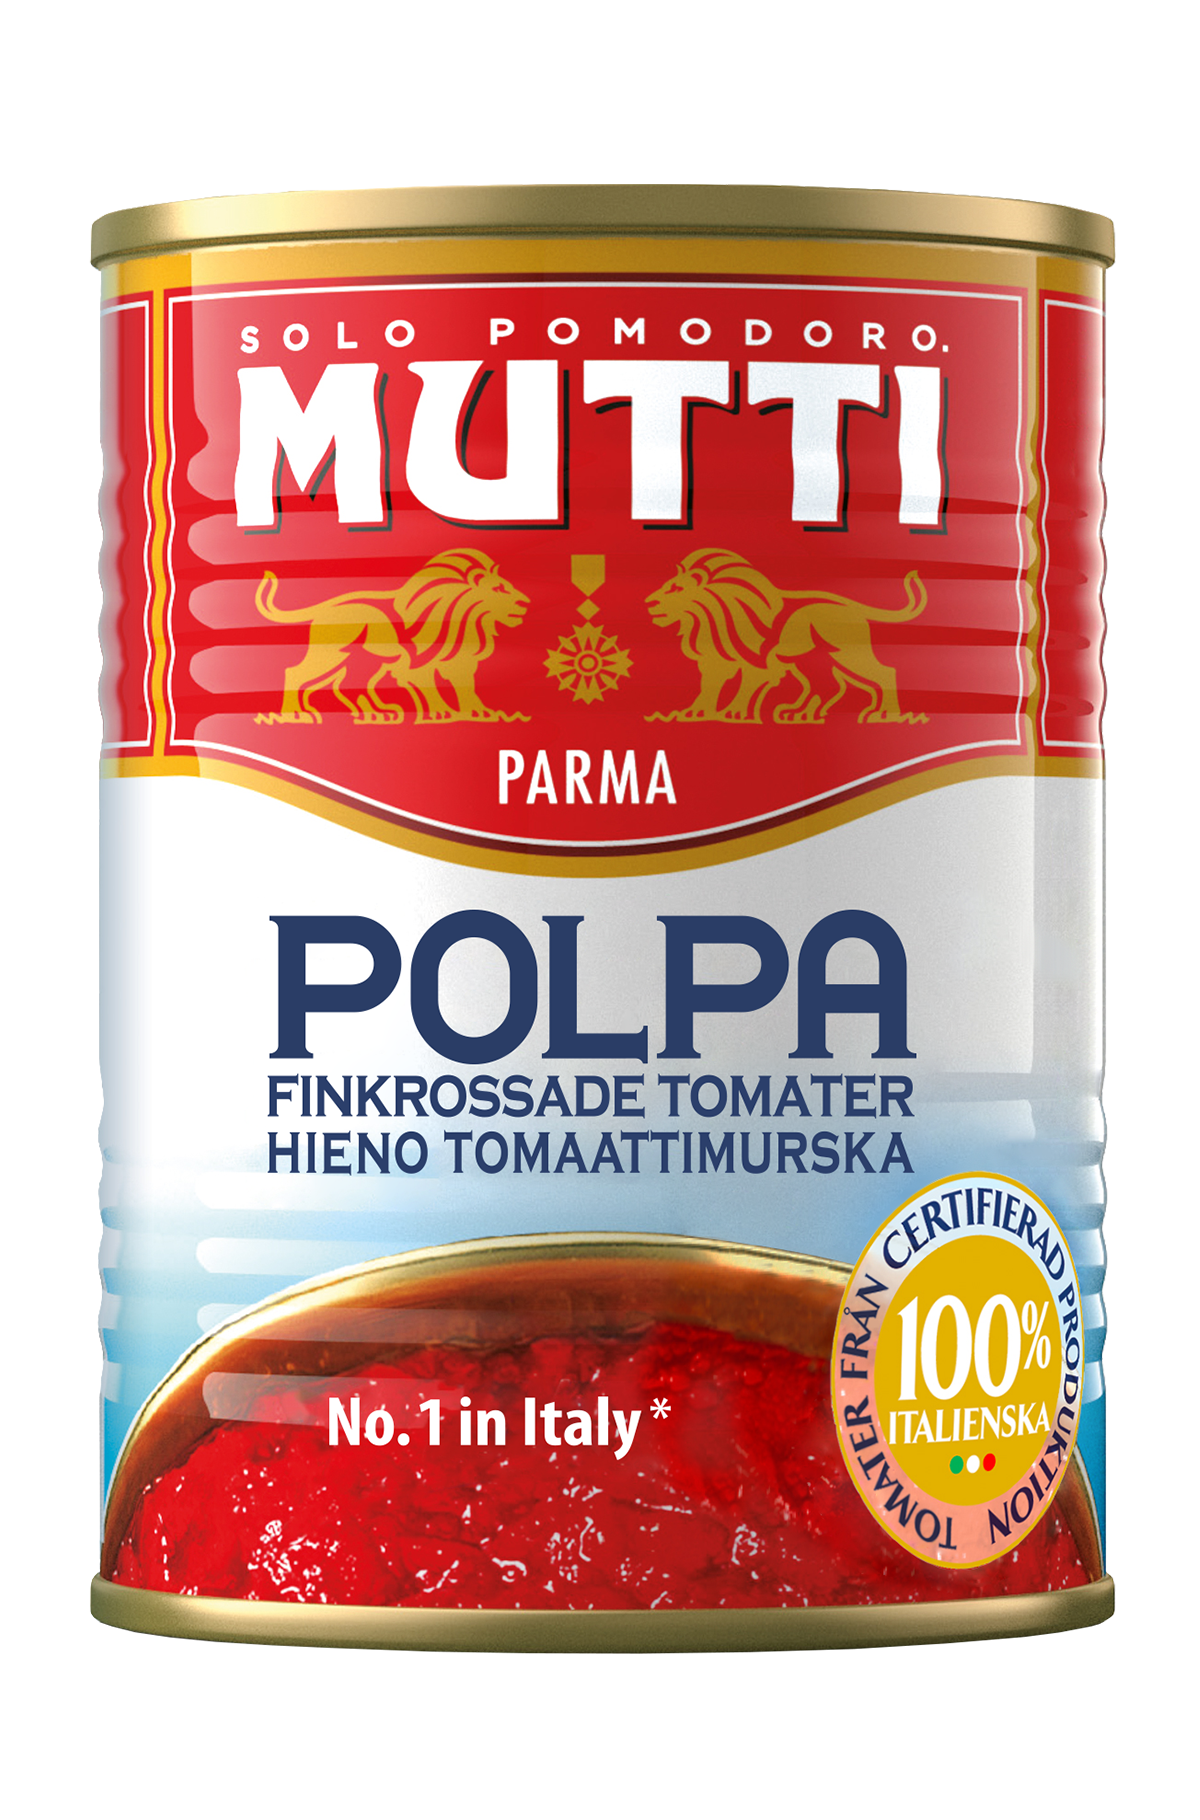 SOLO POMODORO.
MUTTI
PARMA
POLPA
FINKROSSADE TOMATER
HIENO TOMAATTIMURSKA
No. 1 in Italy*
TOMATER FRÅN CERTIFIERAD PRODUKTION
100%
ITALIENSKA